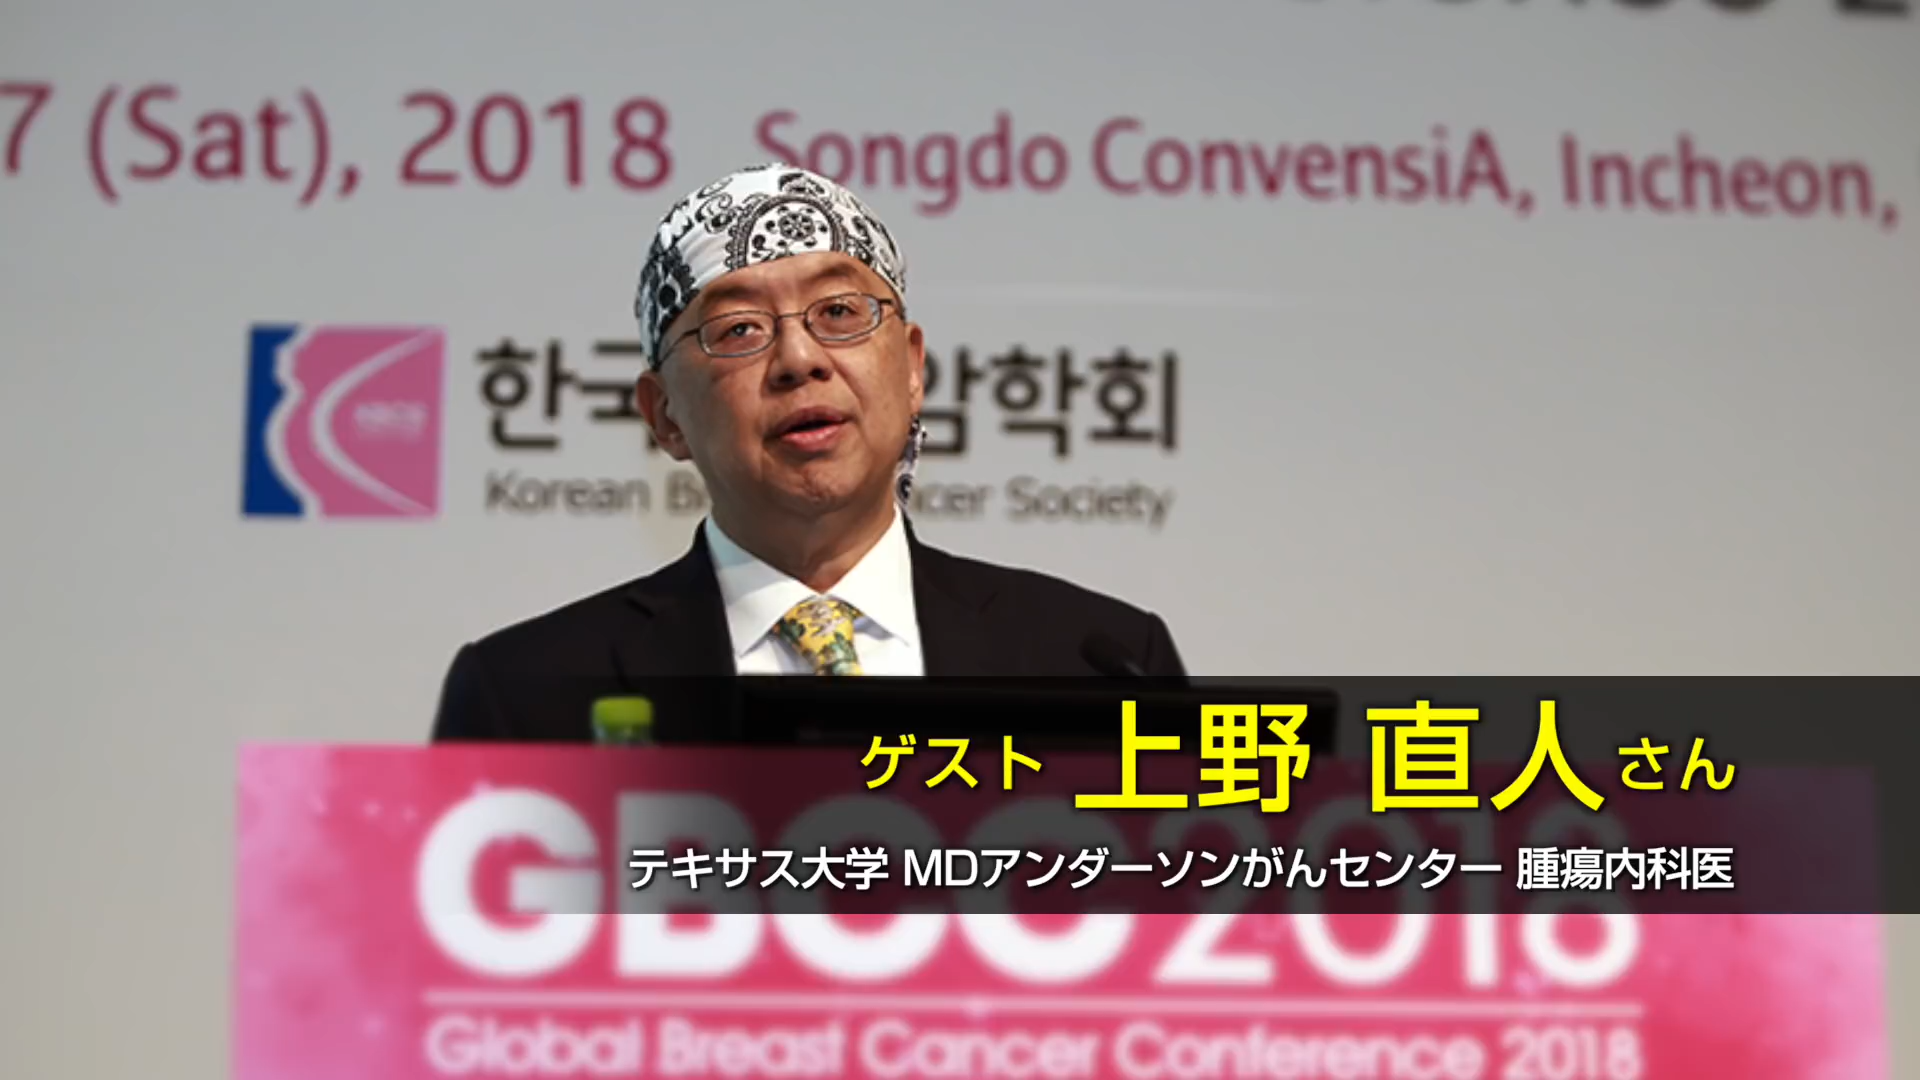 7 (Sat), 2018 Songdo ConvensiA, Incheon,
한국 암학회
Korean Cancer Society
ゲスト 上野 直人さん
テキサス大学 MDアンダーソンがんセンター 腫瘍内科医
GBCC2018
Global Breast Cancer Conference 2018